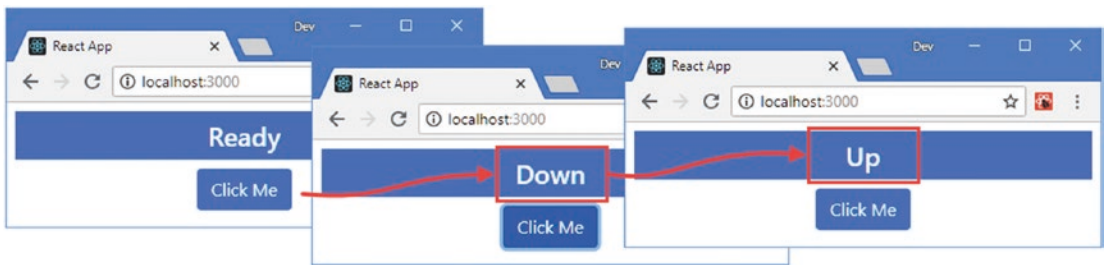 Dev
React App
localhost:3000
Ready
Click Me
Dev
React App
localhost:3000
Down
Click Me
Dev
React App
localhost:3000
Up
Click Me